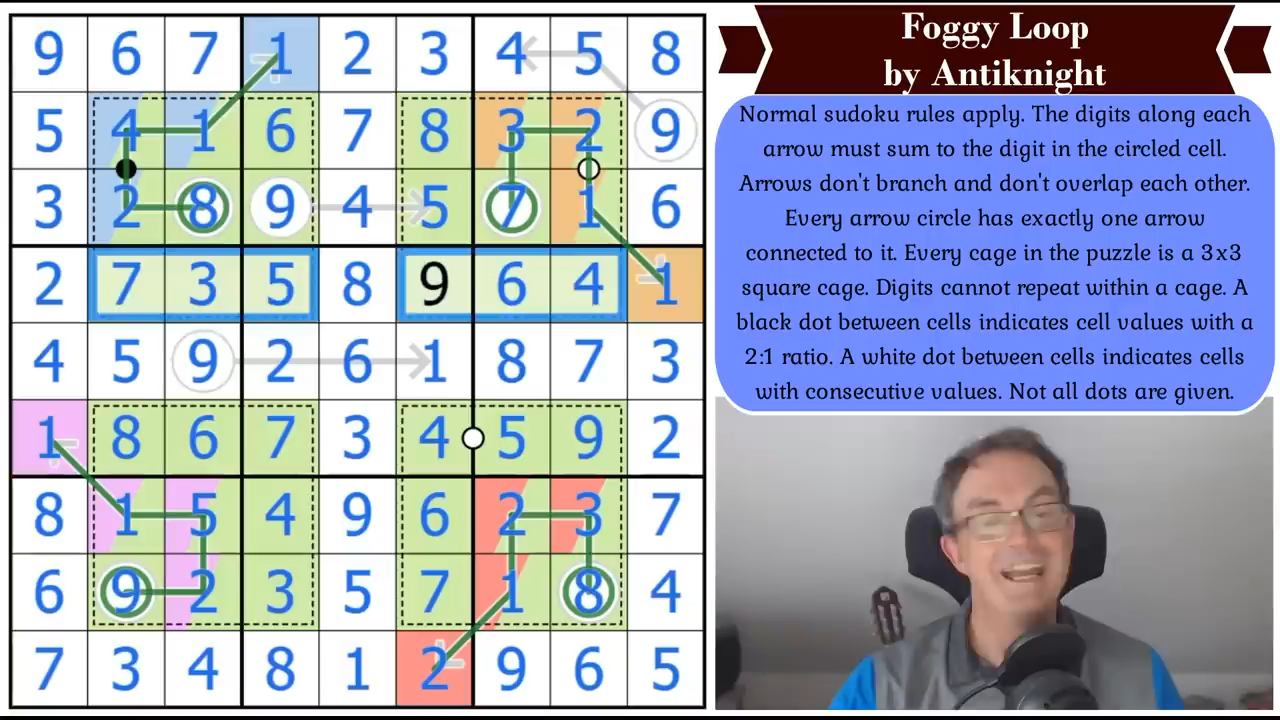 Foggy Loop
by Antiknight
Normal sudoku rules apply. The digits along each
arrow must sum to the digit in the circled cell.
Arrows don't branch and don't overlap each other.
Every arrow circle has exactly one arrow
connected to it. Every cage in the puzzle is a 3x3
square cage. Digits cannot repeat within a cage. A
black dot between cells indicates cell values with a
2:1 ratio. A white dot between cells indicates cells
with consecutive values. Not all dots are given.
9 6 7 1 2 3 4 5 8
5 4 1 6 7 8 3 2 9
3 2 8 9 4 5 7 1 6
2 7 3 5 8 9 6 4 1
4 5 9 2 6 1 8 7 3
1 8 6 7 3 4 5 9 2
8 1 5 4 9 6 2 3 7
6 9 2 3 5 7 1 8 4
7 3 4 8 1 2 9 6 5